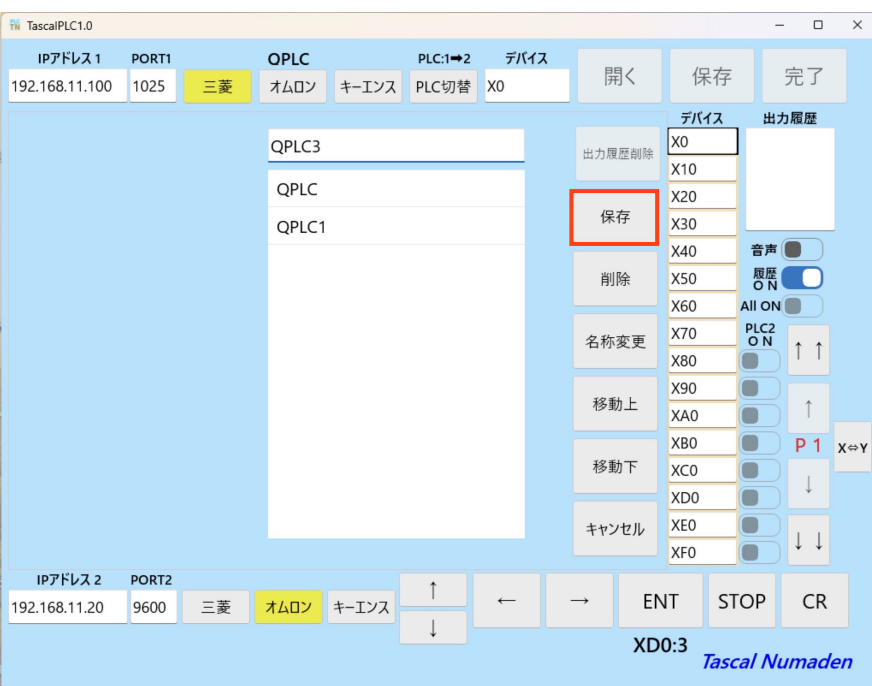 TascalPLC1.0
IPアドレス 1 PORT1 QPLC PLC:1➡2 デバイス
192.168.11.100 1025 三菱 オムロン キーエンス PLC切替 X0 開く 保存 完了
デバイス 出力履歴
QPLC3
QPLC
QPLC1
出力履歴削除
保存
削除
名称変更
移動上
移動下
キャンセル
X0
X10
X20
X30
X40
X50
X60
X70
X80
X90
XA0
XB0
XC0
XD0
XE0
XF0
音声
履歴
ON
All ON
PLC2
ON
↑ ↑
↑
P 1
↓
↓ ↓
X⇔Y
IPアドレス 2 PORT2
192.168.11.20 9600 三菱 オムロン キーエンス ↑ ↓ ← → ENT STOP CR
XD0:3
Tascal Numaden